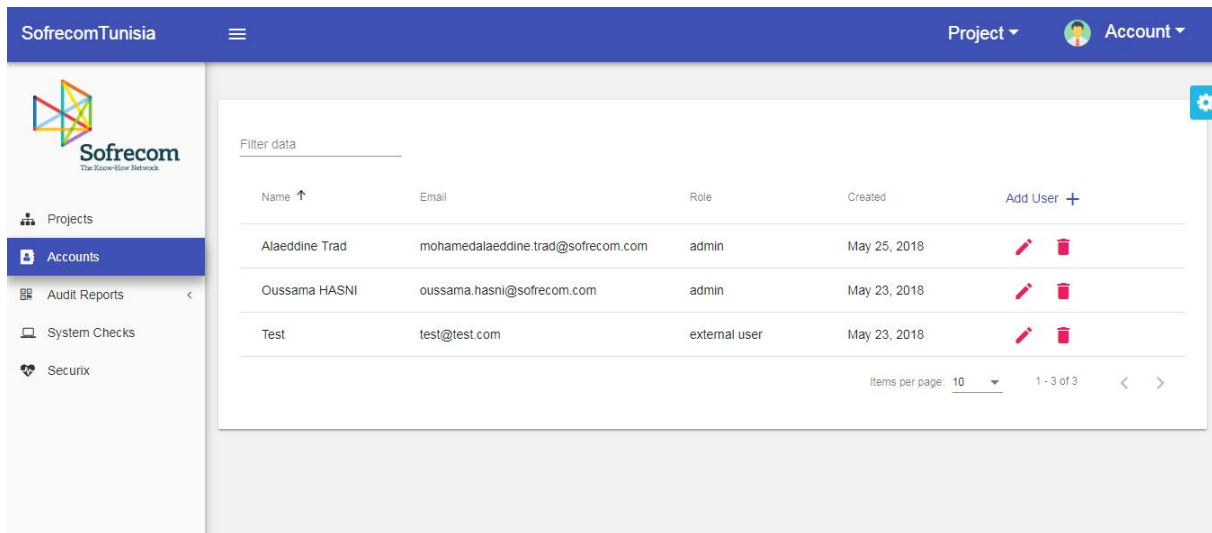 SofrecomTunisia Project Account
Sofrecom
The Know-How Network
Projects
Accounts
Audit Reports
System Checks
Securix
Filter data
Name Email Role Created Add User
Alaeddine Trad mohamedalaeddine.trad@sofrecom.com admin May 25, 2018
Oussama HASNI oussama.hasni@sofrecom.com admin May 23, 2018
Test test@test.com external user May 23, 2018
Items per page: 10 1 - 3 of 3